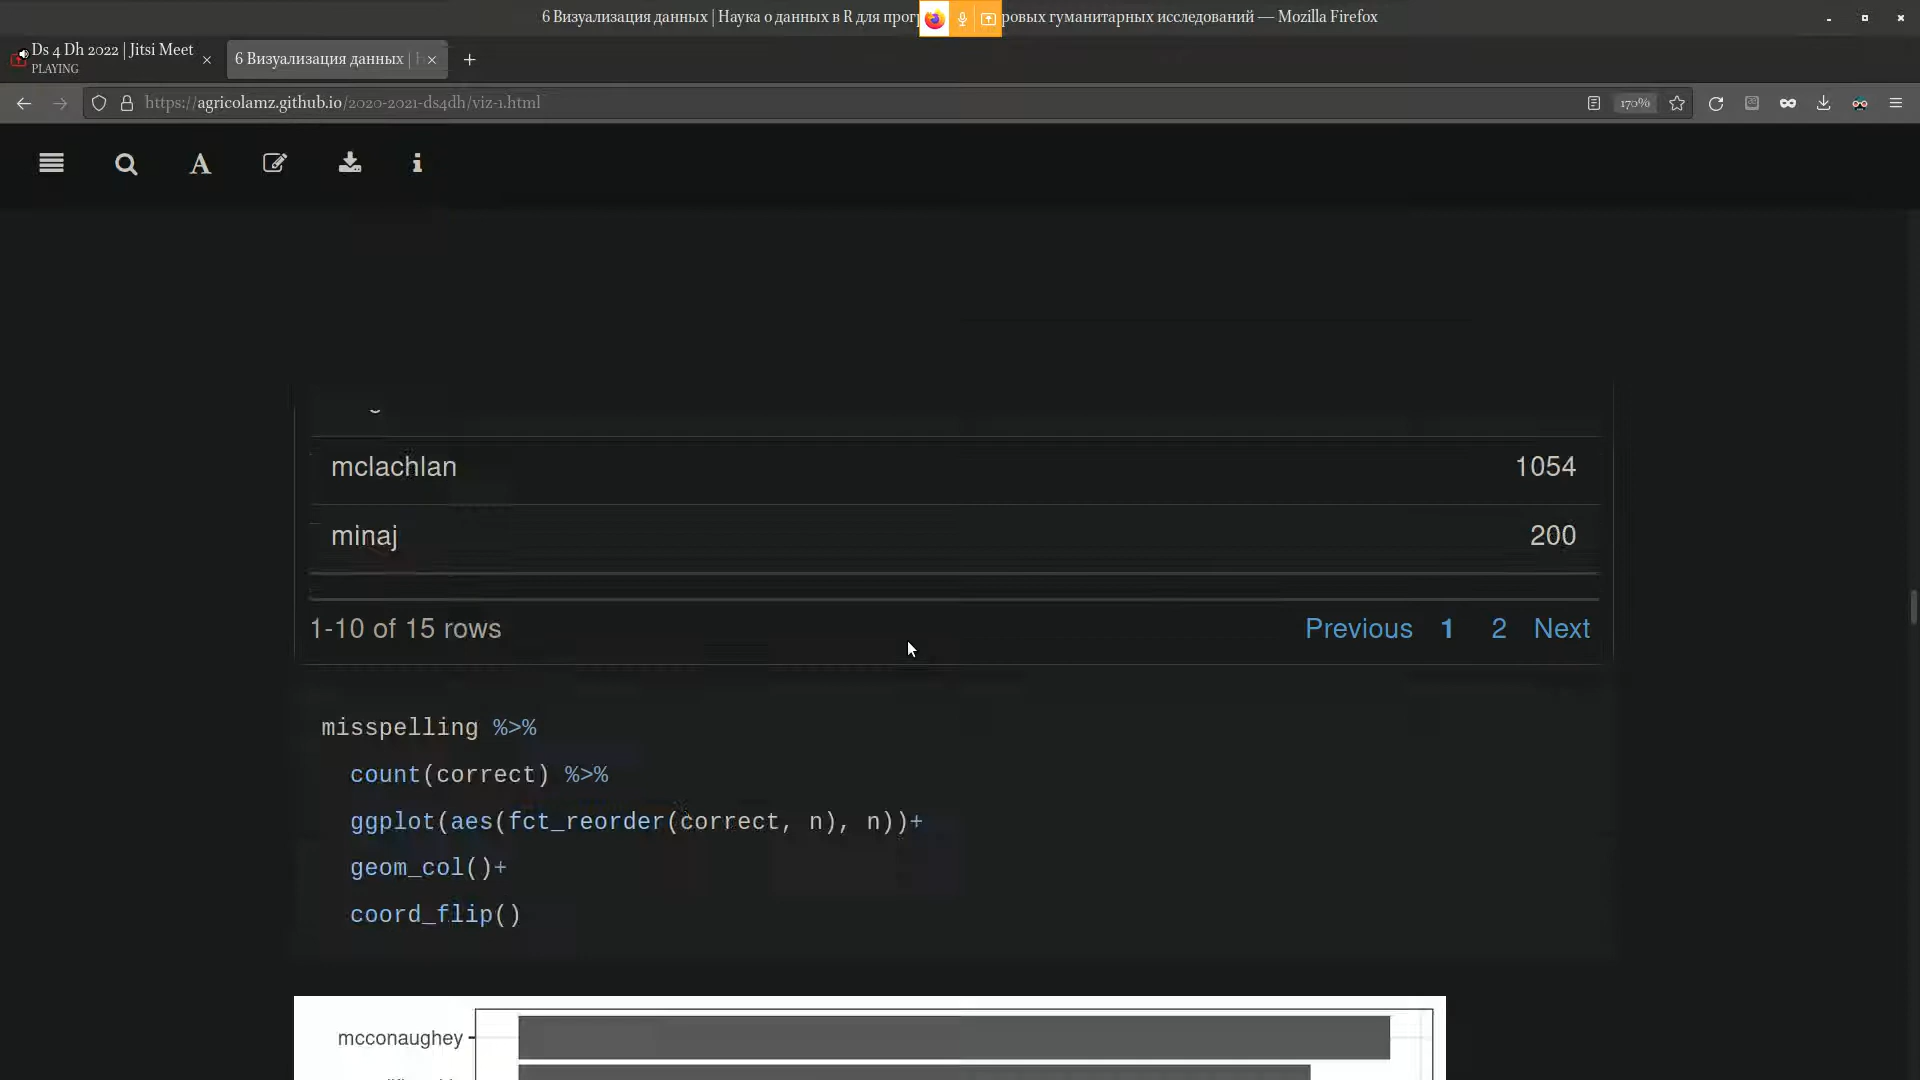 6 Визуализация данных | Наука о данных в R для прог ровых гуманитарных исследований — Mozilla Firefox
Ds 4 Dh 2022 | Jitsi Meet
PLAYING
6 Визуализация данных |
https://agricolamz.github.io/2020-2021-ds4dh/viz-1.html
170%
mclachlan 1054
minaj 200
1-10 of 15 rows Previous 1 2 Next
misspelling %>%
count(correct) %>%
ggplot(aes(fct_reorder(correct, n), n))+
geom_col()+
coord_flip()
mcconaughey